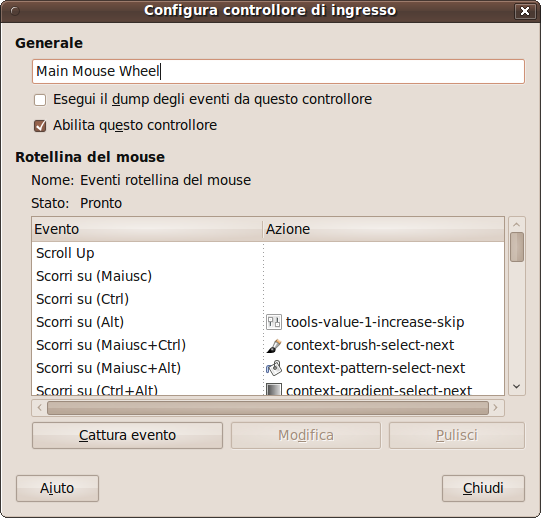 Configura controllore di ingresso
Generale
Main Mouse Wheel
Esegui il dump degli eventi da questo controllore
Abilita questo controllore
Rotellina del mouse
Nome: Eventi rotellina del mouse
Stato: Pronto
Evento Azione
Scroll Up
Scorri su (Maiusc)
Scorri su (Ctrl)
Scorri su (Alt) tools-value-1-increase-skip
Scorri su (Maiusc+Ctrl) context-brush-select-next
Scorri su (Maiusc+Alt) context-pattern-select-next
Scorri su (Ctrl+Alt) context-gradient-select-next
Cattura evento Modifica Pulisci
Aiuto Chiudi